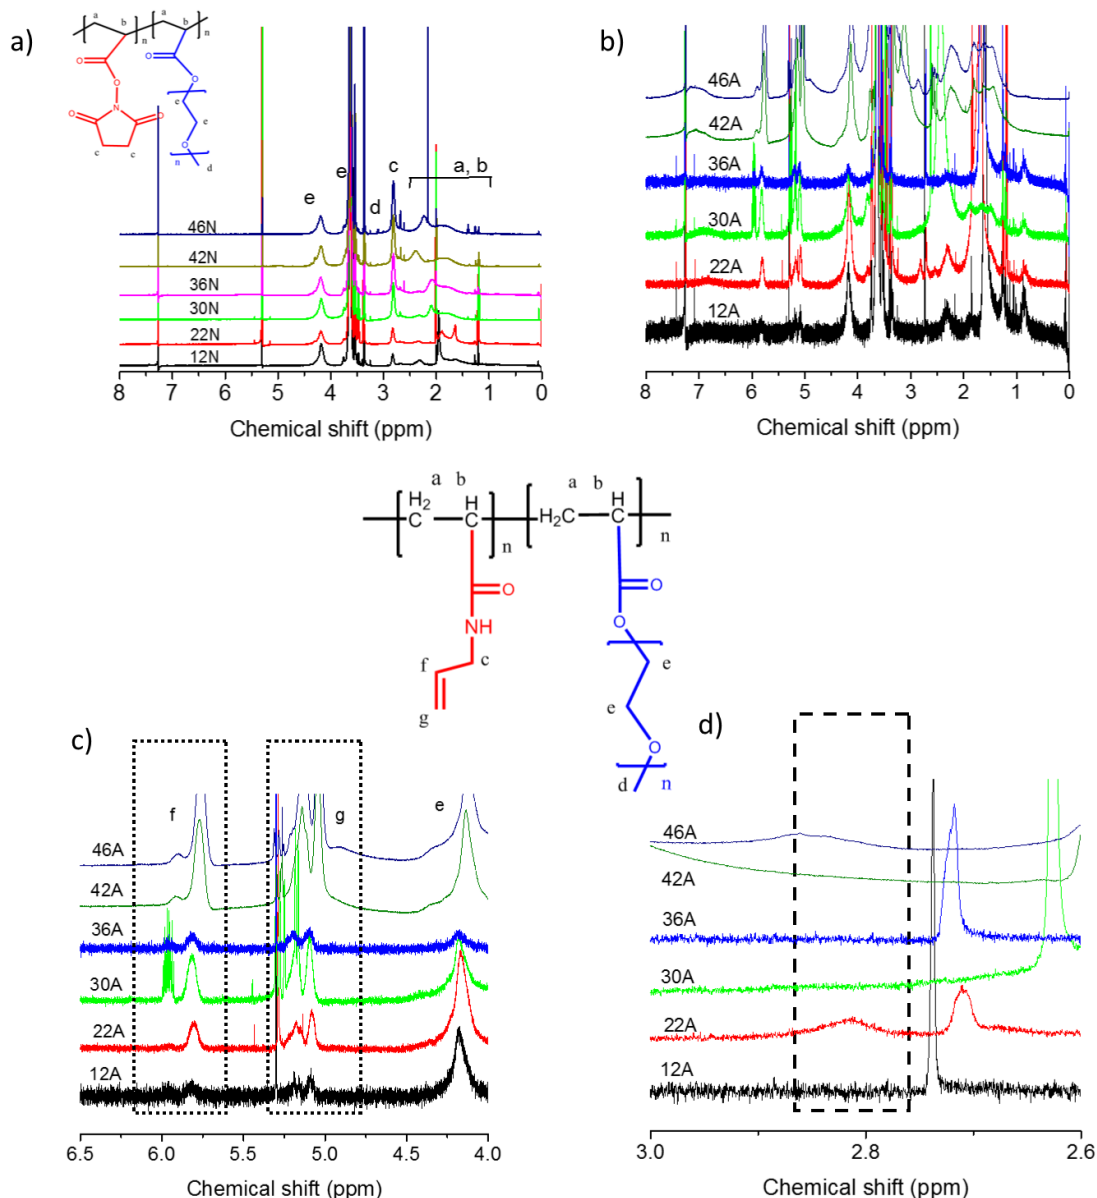 a)
a b a b
n n
O O
O O
N e
O O e
c c O
n d
e e d c a, b
46N
42N
36N
30N
22N
12N
8 7 6 5 4 3 2 1 0
Chemical shift (ppm)
b)
46A
42A
36A
30A
22A
12A
8 7 6 5 4 3 2 1 0
Chemical shift (ppm)
a b a b
H2 C H C n H2C H C n
O O
NH O
f c e
g e
O
d n
c)
f g e
46A
42A
36A
30A
22A
12A
6.5 6.0 5.5 5.0 4.5 4.0
Chemical shift (ppm)
d)
46A
42A
36A
30A
22A
12A
3.0 2.8 2.6
Chemical shift (ppm)